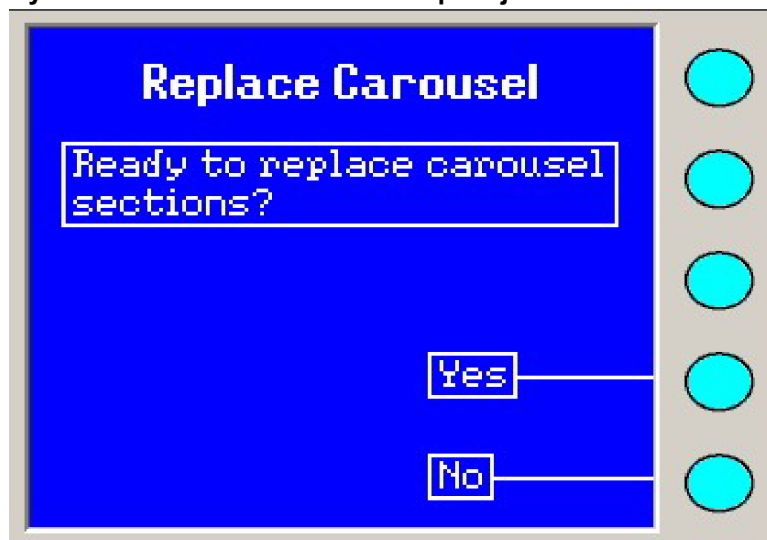 Replace Carousel
Ready to replace carousel
sections?
Yes
No